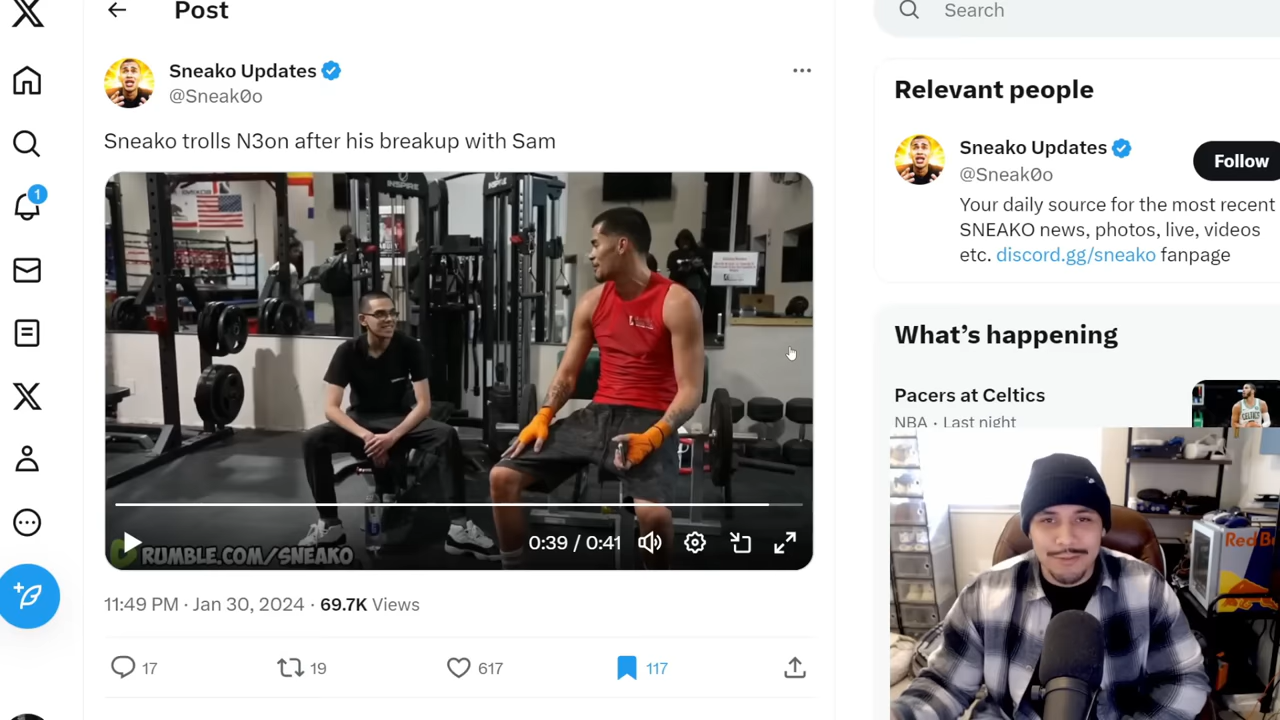 Post
Search
Sneako Updates
@Sneak0o
Sneako trolls N3on after his breakup with Sam
INSPIRE
RUMBLE.COM/SNEAKO
0:39 / 0:41
11:49 PM · Jan 30, 2024 · 69.7K Views
17
19
617
117
1
Relevant people
Sneako Updates
@Sneak0o
Follow
Your daily source for the most recent
SNEAKO news, photos, live, videos
etc. discord.gg/sneako fanpage
What’s happening
Pacers at Celtics
NBA · Last night